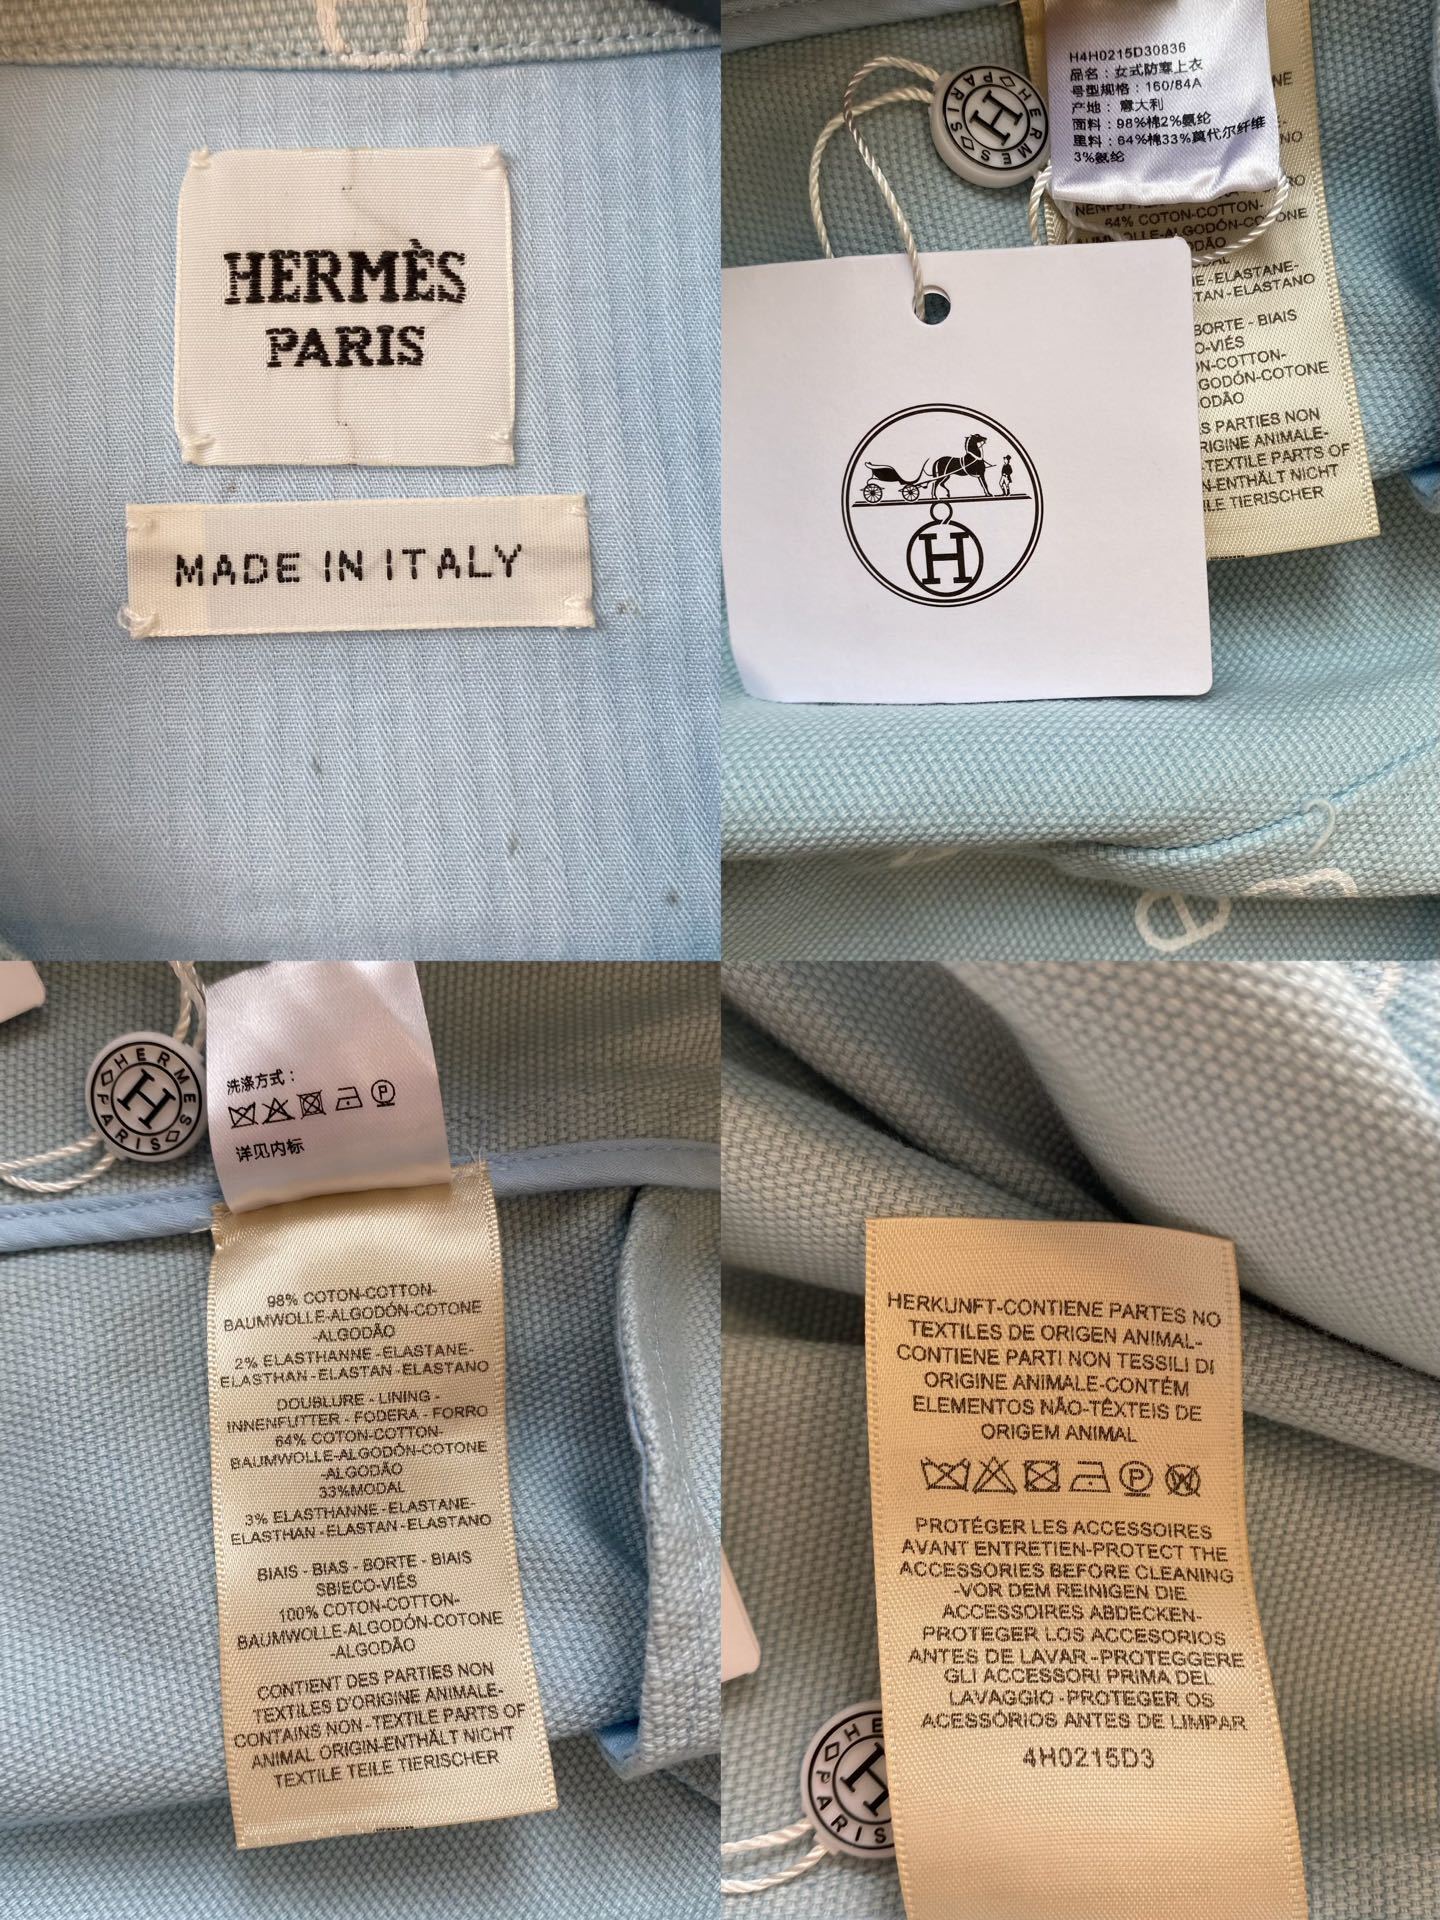 HERMÈS
PARIS
MADE IN ITALY
H4H0215D30836
品名：女式防寒上衣
号型规格：160/84A
产地： 意大利
面料：98%棉2%氨纶
里料：64%棉33%莫代尔纤维
3%氨纶
HERMES
PARIS
H
64% COTON-COTTON-
-ELASTANE-
-ELASTANO
BORTE - BIAIS
-VIÉS
-COTTON-
-COTONE
PARTIES NON
ANIMALE-
-TEXTILE PARTS OF
-ENTHÄLT NICHT
TIERISCHER
H
洗涤方式：
P
详见内标
HERMES
PARIS
H
98% COTON-COTTON-
BAUMWOLLE-ALGODÓN-COTONE
-ALGODÃO
2% ELASTHANNE-ELASTANE-
ELASTHAN-ELASTAN-ELASTANO
DOUBLURE - LINING -
INNENFUTTER - FODERA - FORRO
64% COTON-COTTON-
BAUMWOLLE-ALGODÓN-COTONE
-ALGODÃO
33%MODAL
3% ELASTHANNE-ELASTANE-
ELASTHAN-ELASTAN-ELASTANO
BIAIS - BIAS - BORTE - BIAIS
SBIECO-VIÉS
100% COTON-COTTON-
BAUMWOLLE-ALGODÓN-COTONE
-ALGODÃO
CONTIENT DES PARTIES NON
TEXTILES D'ORIGINE ANIMALE-
CONTAINS NON-TEXTILE PARTS OF
ANIMAL ORIGIN-ENTHÄLT NICHT
TEXTILE TEILE TIERISCHER
HERKUNFT-CONTIENE PARTES NO
TEXTILES DE ORIGEN ANIMAL-
CONTIENE PARTI NON TESSILI DI
ORIGINE ANIMALE-CONTÉM
ELEMENTOS NÃO-TÊXTEIS DE
ORIGEM ANIMAL
P W
PROTÉGER LES ACCESSOIRES
AVANT ENTRETIEN-PROTECT THE
ACCESSORIES BEFORE CLEANING
-VOR DEM REINIGEN DIE
ACCESSOIRES ABDECKEN-
PROTEGER LOS ACCESORIOS
ANTES DE LAVAR-PROTEGGERE
GLI ACCESSORI PRIMA DEL
LAVAGGIO-PROTEGER OS
ACESSÓRIOS ANTES DE LIMPAR
4H0215D3
HE
PARIS
H